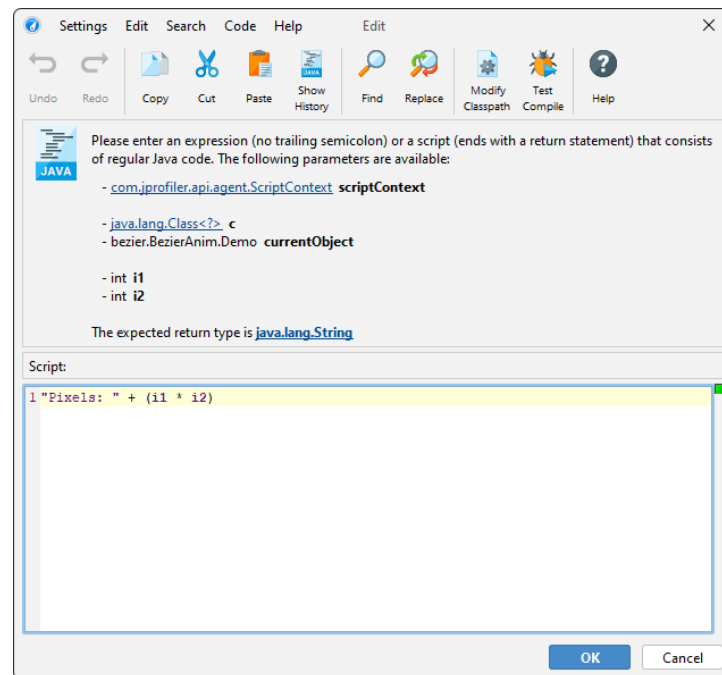 Settings Edit Search Code Help Edit
Undo Redo Copy Cut Paste Show History Find Replace Modify Classpath Test Compile Help
JAVA
JAVA
Please enter an expression (no trailing semicolon) or a script (ends with a return statement) that consists
of regular Java code. The following parameters are available:
- com.jprofiler.api.agent.ScriptContext scriptContext
- java.lang.Class<?> c
- bezier.BezierAnim.Demo currentObject
- int i1
- int i2
The expected return type is java.lang.String
Script:
1 "Pixels: " + (i1 * i2)
OK Cancel